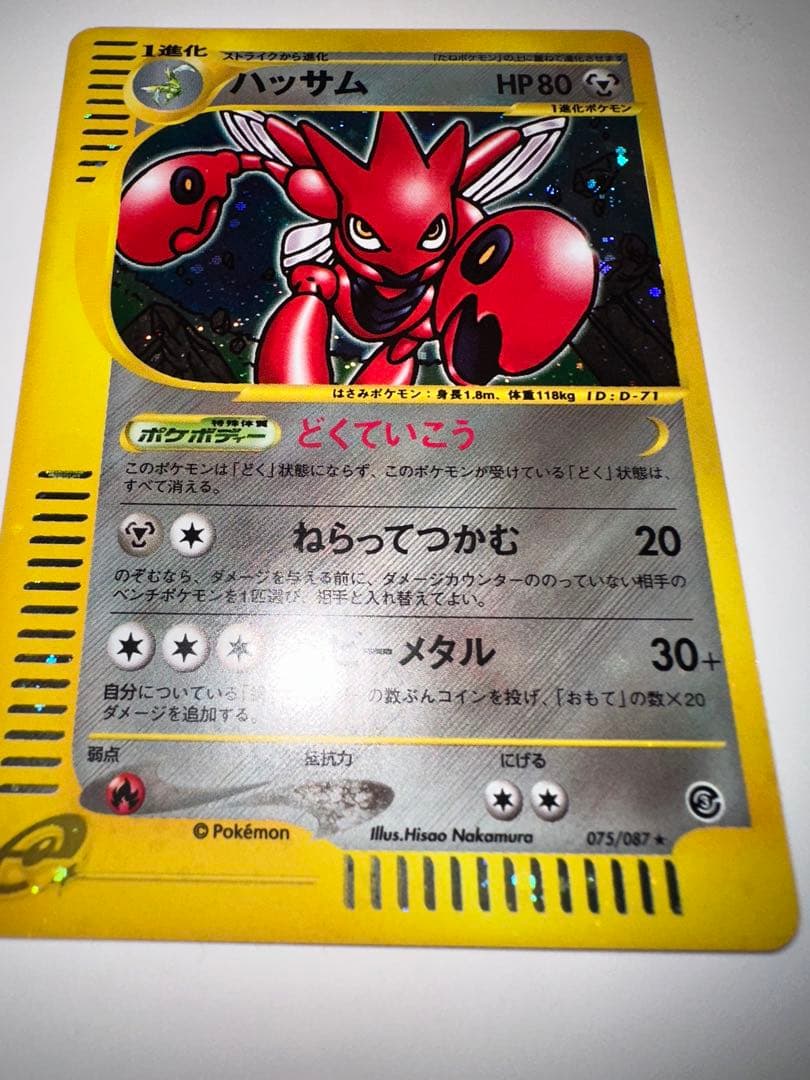 1進化
ストライクから進化
「たねポケモン」の上に重ねて進化させます
ハッサム
HP80
1進化ポケモン
はさみポケモン：身長1.8m、体重118kg ID:D-71
特殊体質
ポケボディー
どくていこう
このポケモンは「どく」状態にならず、このポケモンが受けている「どく」状態は、
すべて消える。
ねらってつかむ 20
のぞむなら、ダメージを与える前に、ダメージカウンターののっていない相手の
ベンチポケモンを1匹選び、相手と入れ替えてよい。
ーメタル 30+
自分についている の数ぶんコインを投げ、「おもて」の数×20
ダメージを追加する。
弱点 抵抗力 にげる
©Pokémon Illus.Hisao Nakamura 075/087★